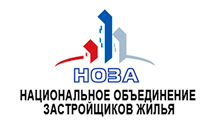 НОЗА
НАЦИОНАЛЬНОЕ ОБЪЕДИНЕНИЕ
ЗАСТРОЙЩИКОВ ЖИЛЬЯ